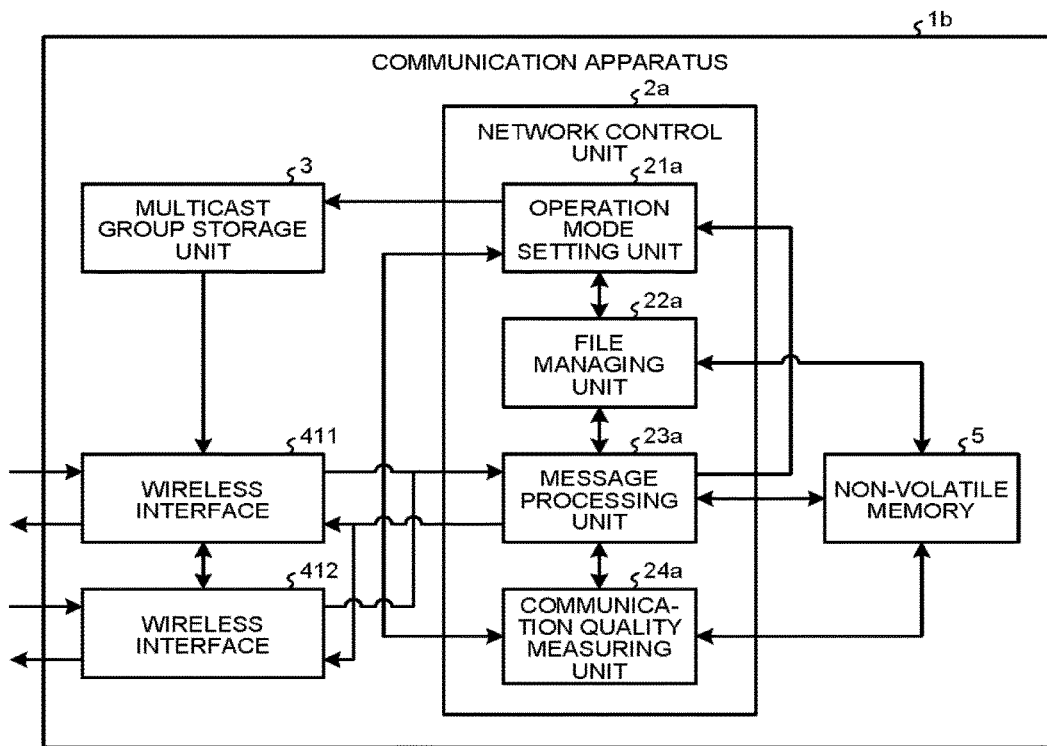 1b
COMMUNICATION APPARATUS
2a
NETWORK CONTROL
UNIT
3
MULTICAST
GROUP STORAGE
UNIT
21a
OPERATION
MODE
SETTING UNIT
22a
FILE
MANAGING
UNIT
411
WIRELESS
INTERFACE
23a
MESSAGE
PROCESSING
UNIT
5
NON-VOLATILE
MEMORY
412
WIRELESS
INTERFACE
24a
COMMUNICA-
TION QUALITY
MEASURING
UNIT